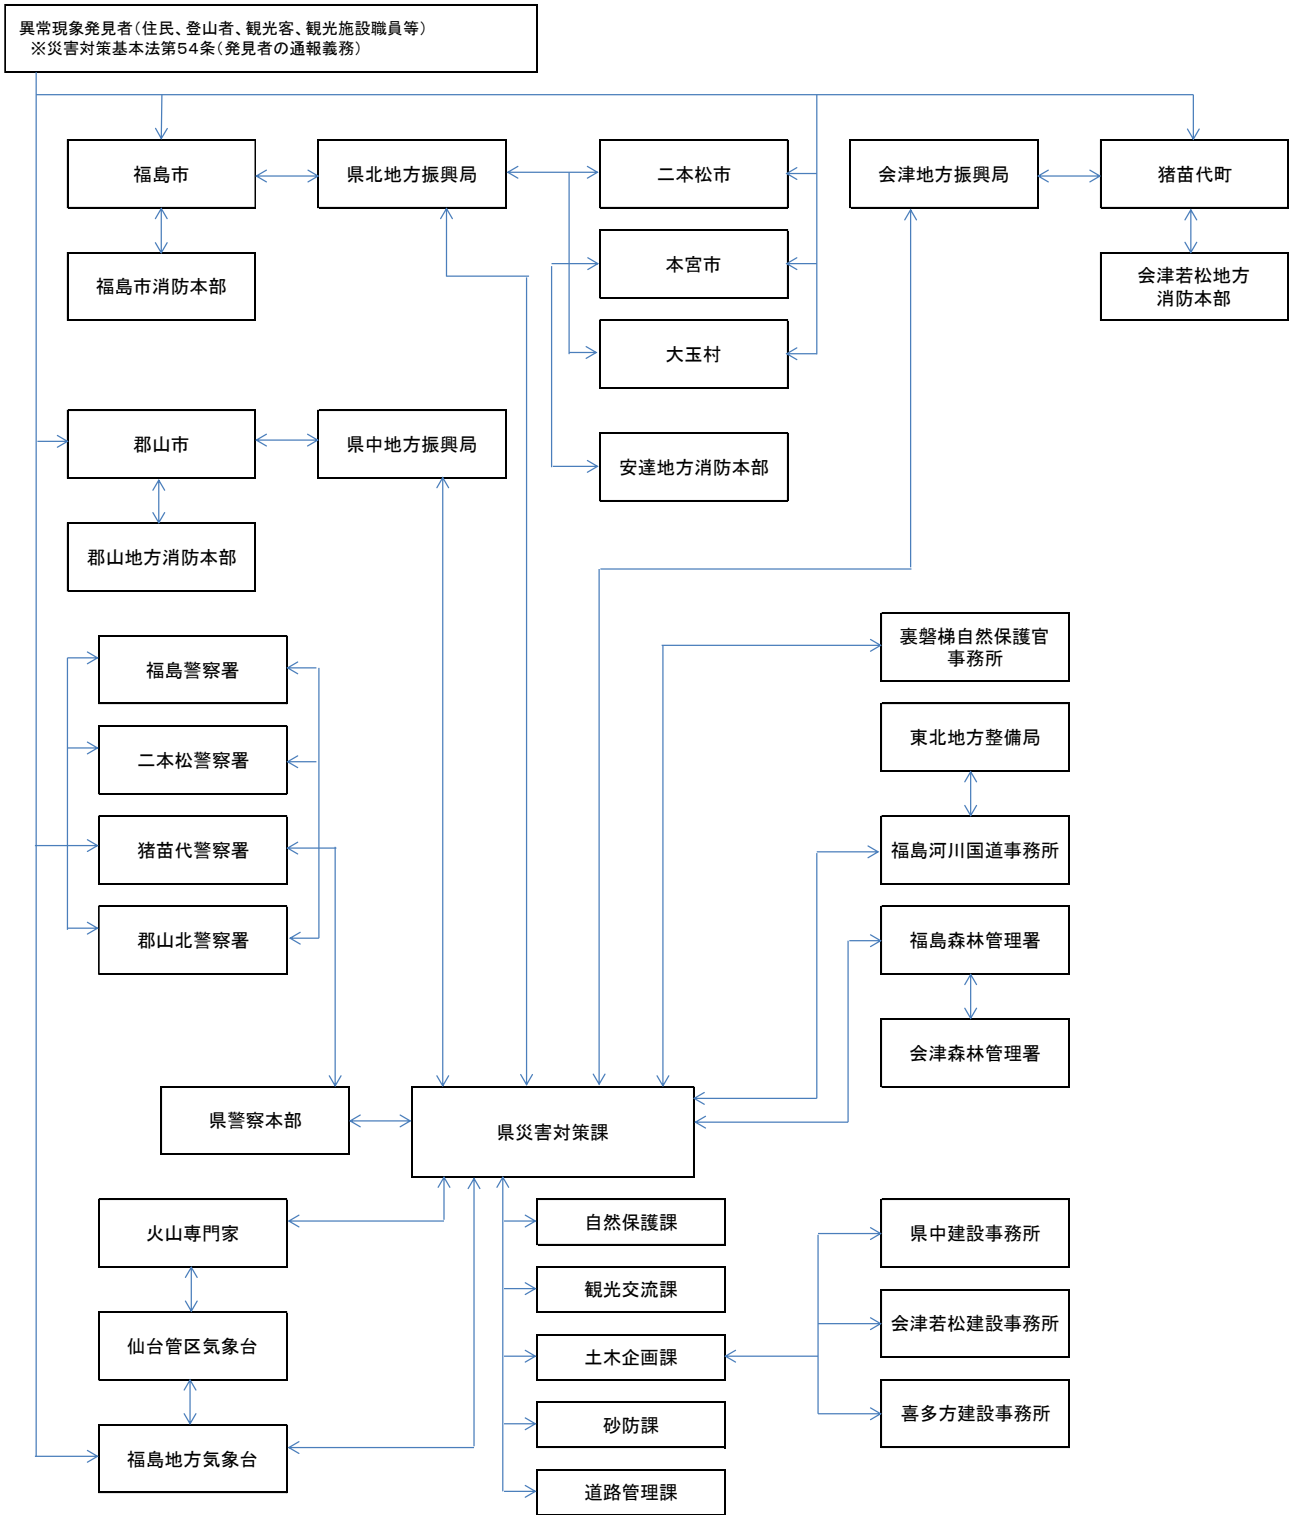 異常現象発見者(住民、登山者、観光客、観光施設職員等)
※災害対策基本法第54条(発見者の通報義務)
福島市
県北地方振興局
二本松市
会津地方振興局
猪苗代町
福島市消防本部
本宮市
会津若松地方
消防本部
大玉村
郡山市
県中地方振興局
安達地方消防本部
郡山地方消防本部
福島警察署
裏磐梯自然保護官
事務所
二本松警察署
東北地方整備局
猪苗代警察署
福島河川国道事務所
郡山北警察署
福島森林管理署
会津森林管理署
県警察本部
県災害対策課
火山専門家
自然保護課
県中建設事務所
観光交流課
仙台管区気象台
会津若松建設事務所
土木企画課
喜多方建設事務所
砂防課
福島地方気象台
道路管理課